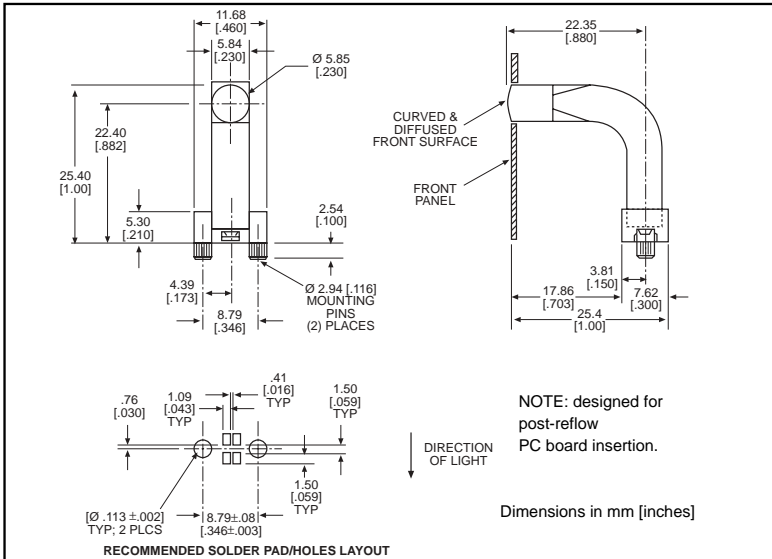 11.68
[.460]
5.84
[.230]
Ø 5.85
[.230]
22.40
[.882]
25.40
[1.00]
5.30
[.210]
2.54
[.100]
4.39
[.173]
8.79
[.346]
Ø 2.94 [.116]
MOUNTING
PINS
(2) PLACES
22.35
[.880]
CURVED &
DIFFUSED
FRONT SURFACE
FRONT
PANEL
3.81
[.150]
17.86
[.703]
7.62
[.300]
25.4
[1.00]
.76
[.030]
1.09
[.043]
TYP
.41
[.016]
TYP
1.50
[.059]
TYP
DIRECTION
OF LIGHT
1.50
[.059]
TYP
[Ø .113 ±.002]
TYP; 2 PLCS
8.79±.08
[.346±.003]
RECOMMENDED SOLDER PAD/HOLES LAYOUT
NOTE: designed for
post-reflow
PC board insertion.
Dimensions in mm [inches]